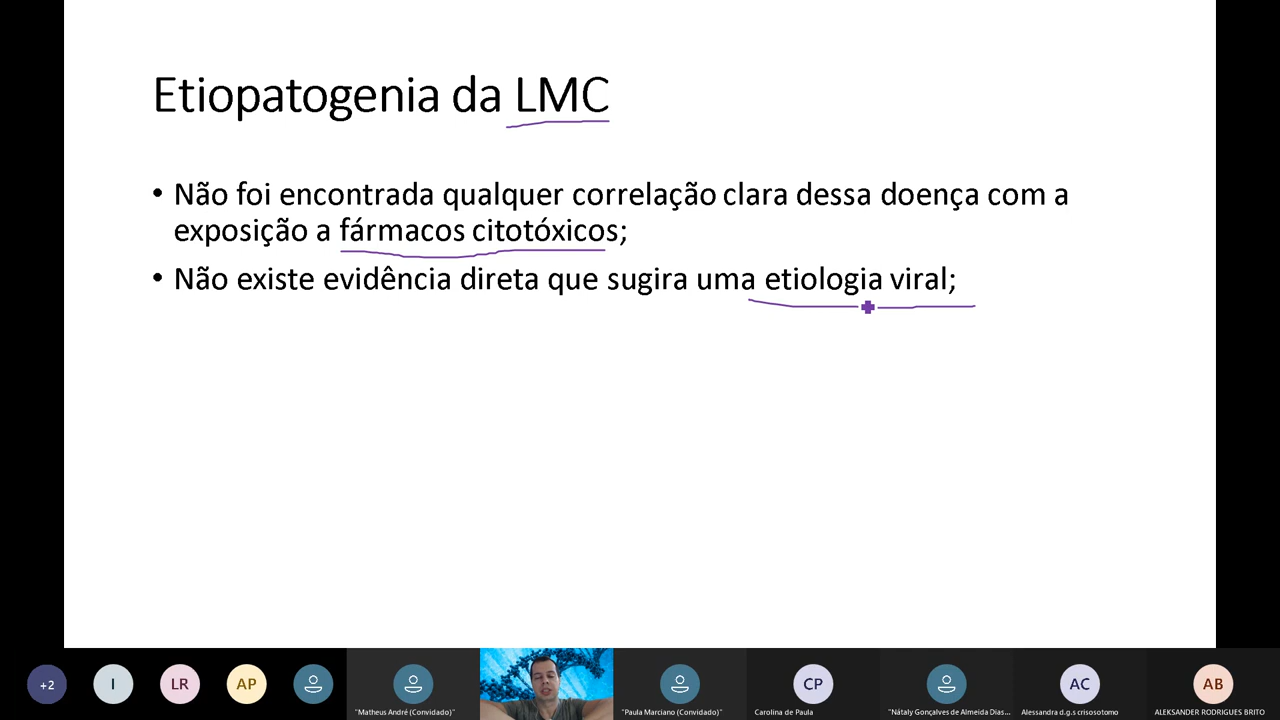 Etiopatogenia da LMC
• Não foi encontrada qualquer correlação clara dessa doença com a
exposição a fármacos citotóxicos;
• Não existe evidência direta que sugira uma etiologia viral;
+2
I
LR
AP
CP
AC
AB
"Matheus André (Convidado)"
"Paula Marciano (Convidado)"
Carolina de Paula
"Nátaly Gonçalves de Almeida Dias...
Alessandra d.g.s crisosotomo
ALEKSANDER RODRIGUES BRITO